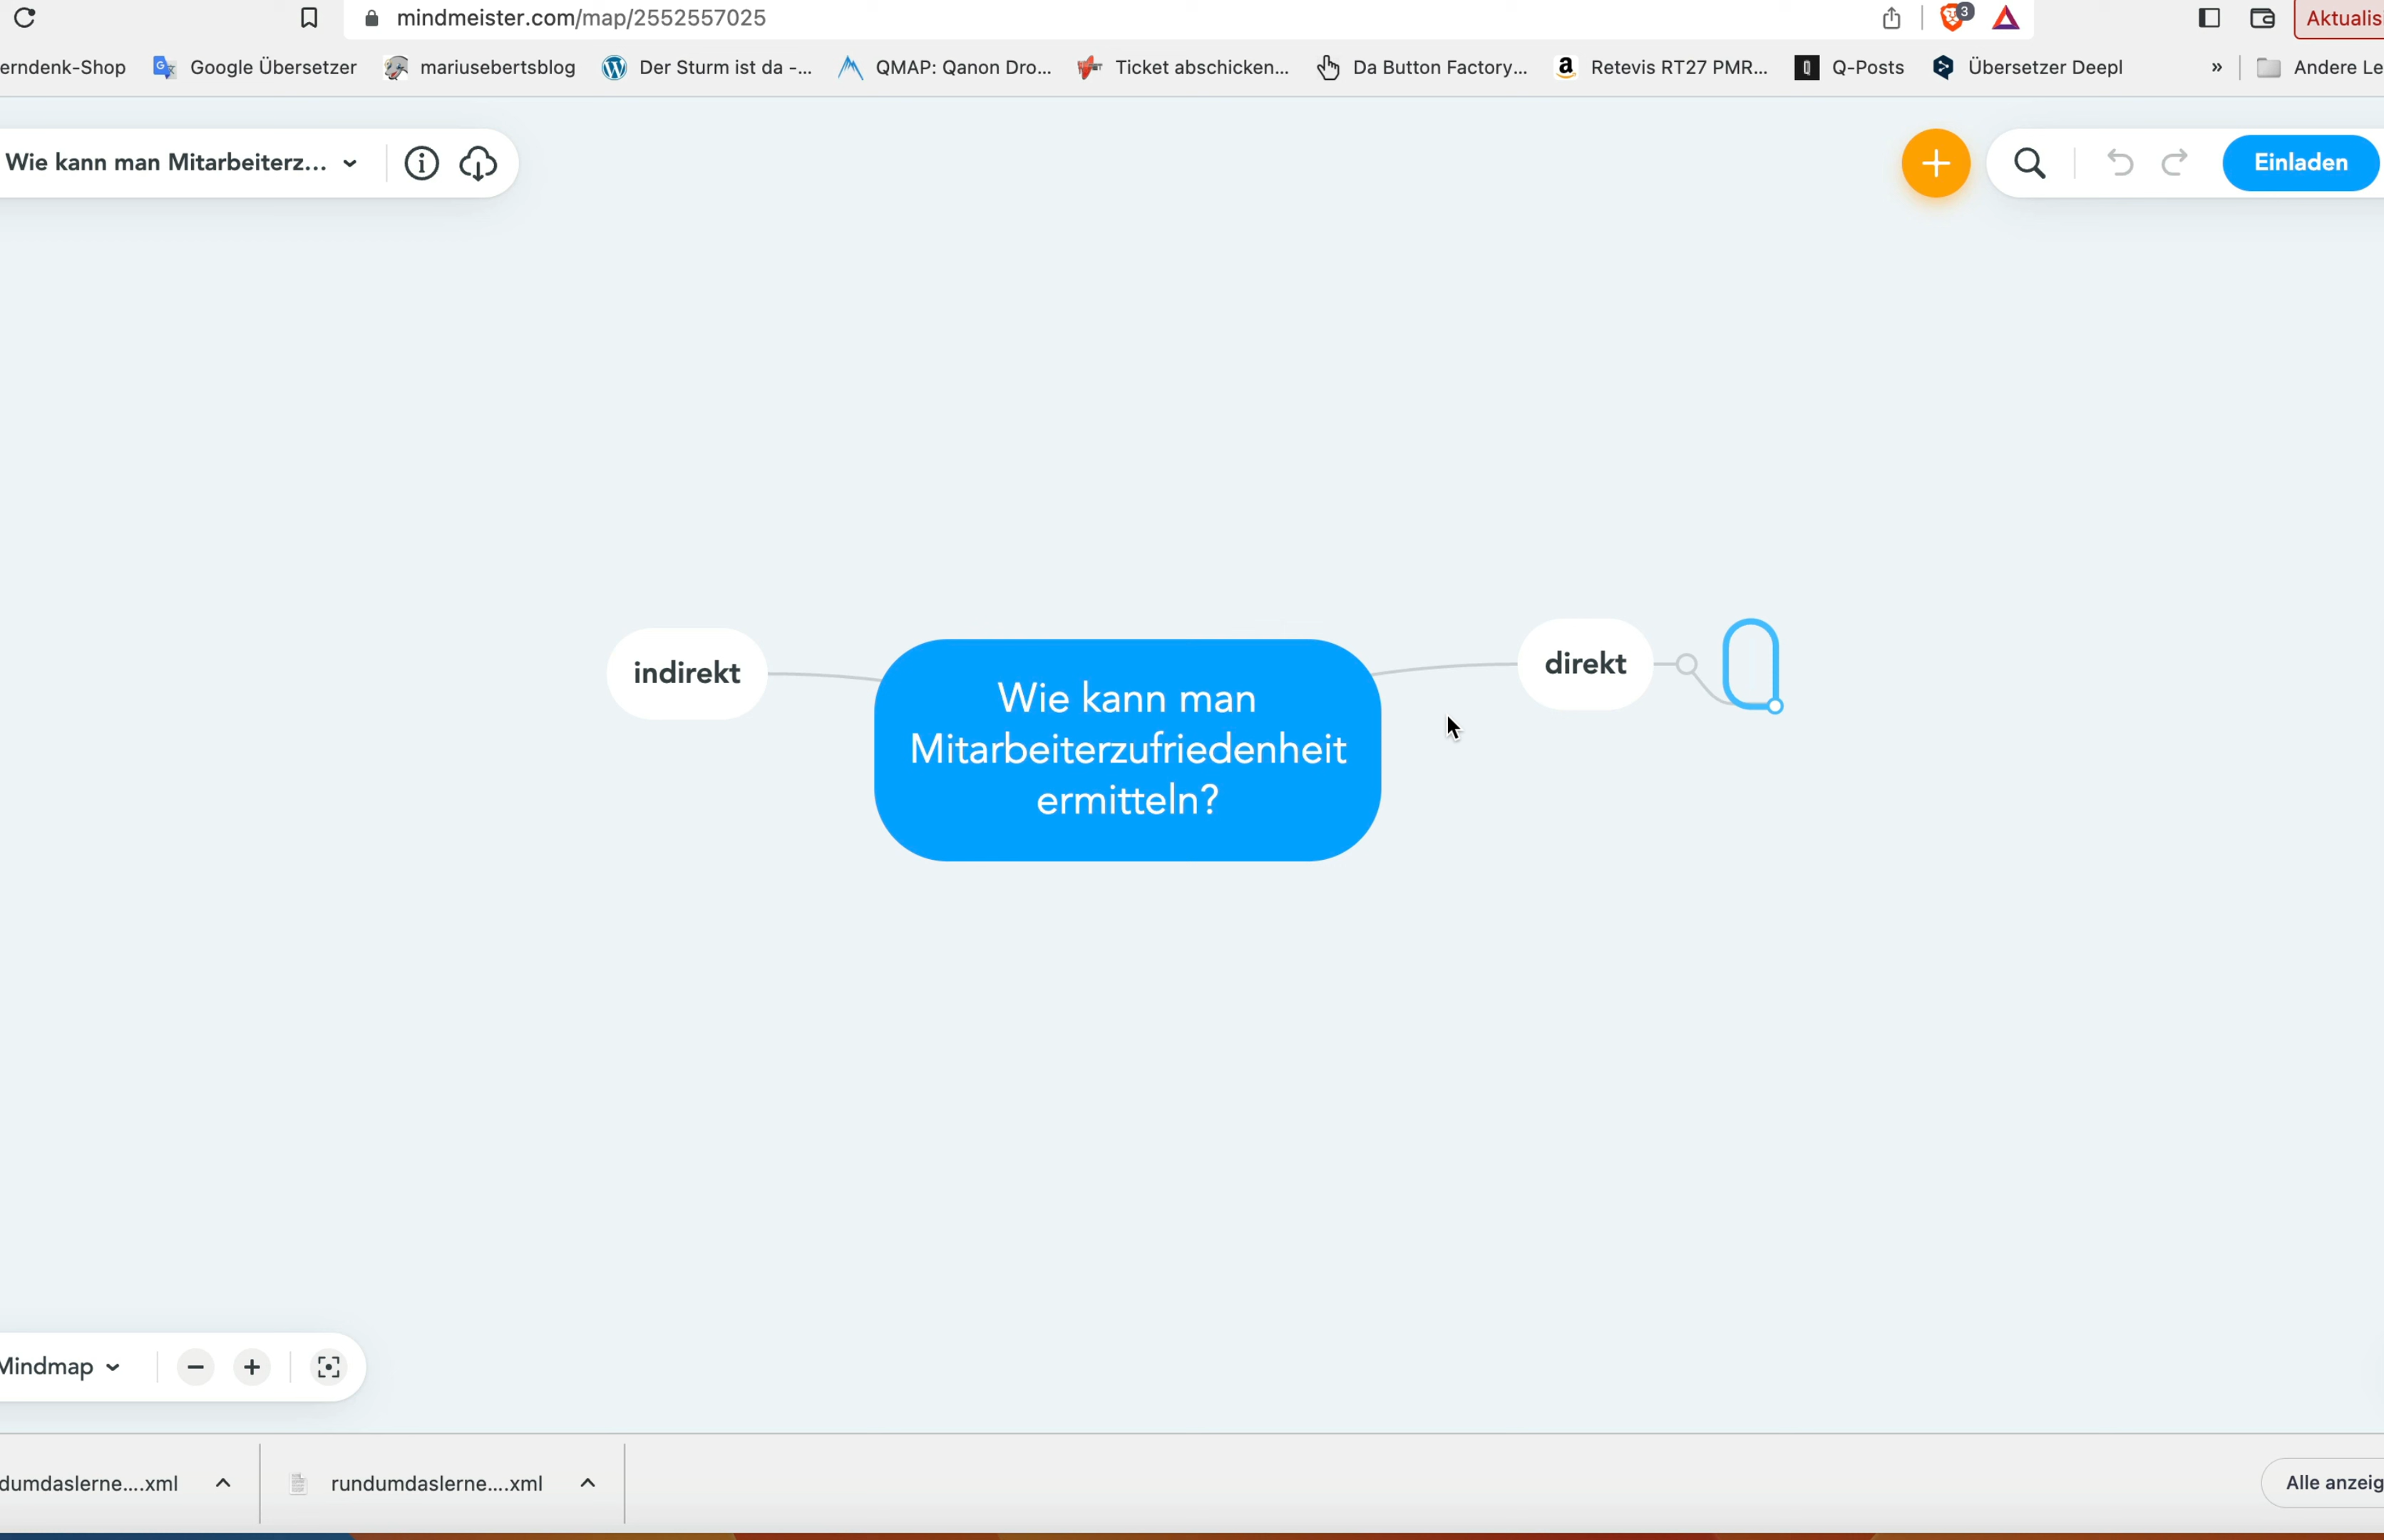 mindmeister.com/map/2552557025
3
Aktualis
erndenk-Shop
Google Übersetzer
mariusebertsblog
Der Sturm ist da -...
QMAP: Qanon Dro...
Ticket abschicken...
Da Button Factory...
a
Retevis RT27 PMR...
Q-Posts
Übersetzer Deepl
»
Andere Le
Wie kann man Mitarbeiterz...
Einladen
indirekt
Wie kann man
Mitarbeiterzufriedenheit
ermitteln?
direkt
Mindmap
dumdaslerne....xml
rundumdaslerne....xml
Alle anzeig